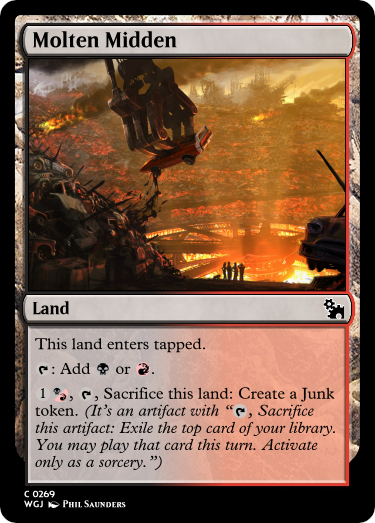 Molten Midden
Land
This land enters tapped.
: Add or .
1 , , Sacrifice this land: Create a Junk
token. (It's an artifact with “ , Sacrifice
this artifact: Exile the top card of your library.
You may play that card this turn. Activate
only as a sorcery.”)
C 0269
WGJ Phil Saunders